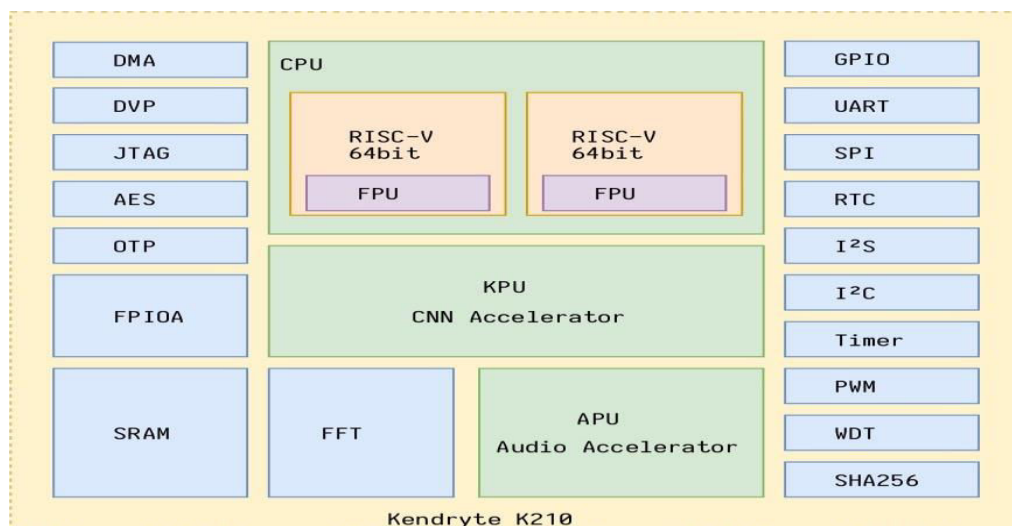 DMA
DVP
JTAG
AES
OTP
FPIOA
SRAM
CPU
RISC-V
64bit
FPU
RISC-V
64bit
FPU
KPU
CNN Accelerator
FFT
APU
Audio Accelerator
GPIO
UART
SPI
RTC
I²S
I²C
Timer
PWM
WDT
SHA256
Kendryte K210